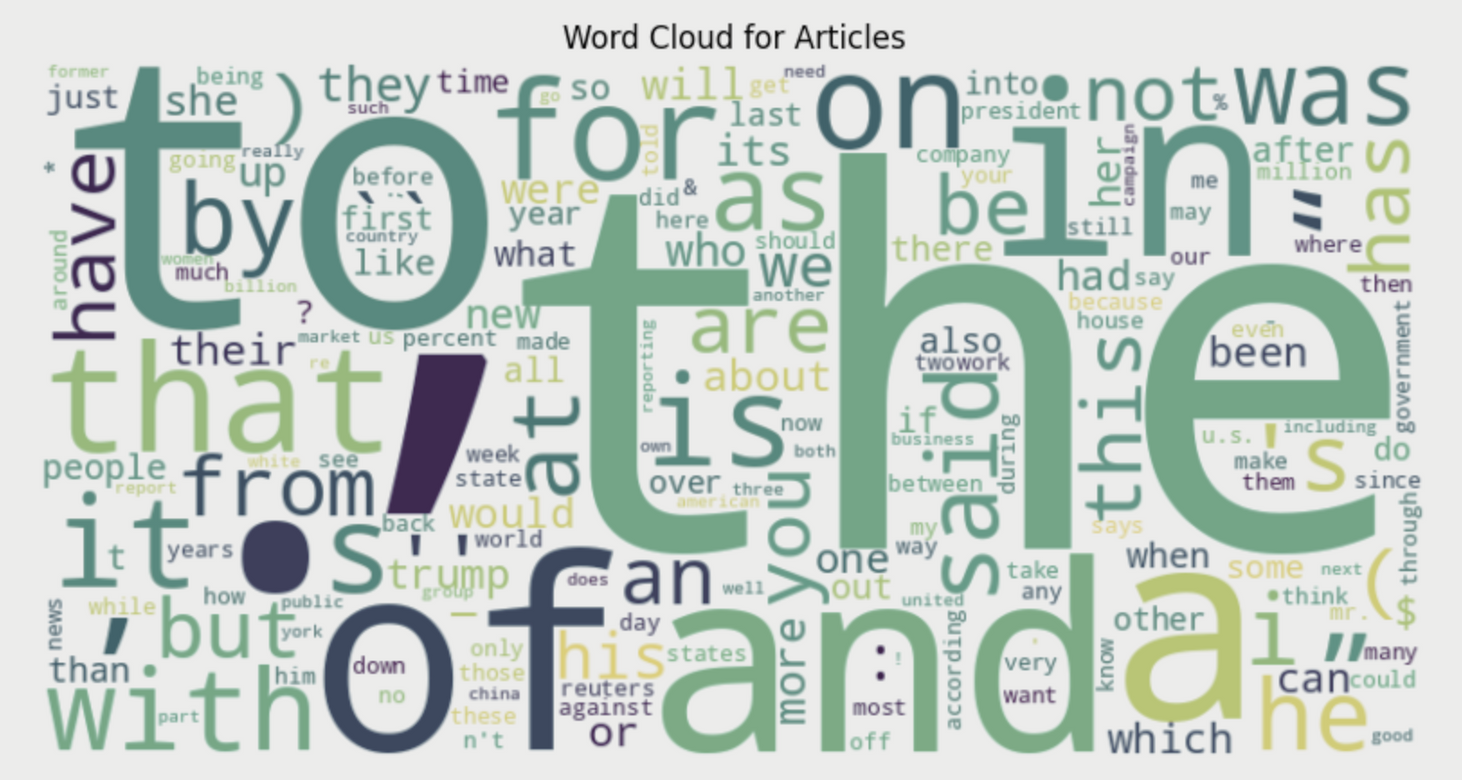 Word Cloud for Articles
former being ) they time so will get need on into in not % was
just she such for go last president
to told its her campaign after has
* going really company your million
have up before did & as be me
by `` -- were here who should there still may “ where
around first year what we our
country like had say then
women much billion another because
? new are house even
their market us percent made reporting the also been government
that re , all about two work this
at is now if said
own both business during u.s. ' including
people white see week over three between make 's do
report from state american them since
it back would you my says through
t years . s ' ' world one way when
trump an out take some next (
how group does well united any think
news while public – day more other i mr. $
, but york only his states : ! ' very know ” many
than him of down those and according
with no china reuters most want a can could
part these against off he
n't or which good